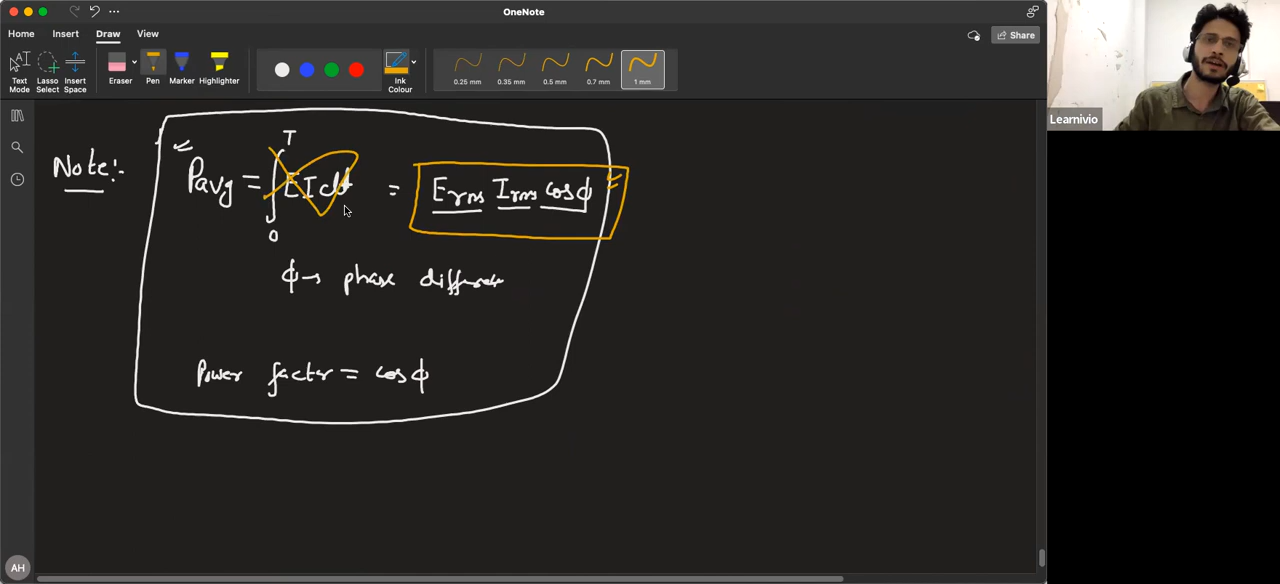 OneNote
Home Insert Draw View
Share
Text Mode
Lasso Select
Insert Space
Eraser
Pen
Marker
Highlighter
Ink Colour
0.25 mm 0.35 mm 0.5 mm 0.7 mm 1 mm
Learnivio
Note:-
Pavg = ∫₀ᵀ EIdt = Erms Irms cosϕ
ϕ → phase difference
Power factor = cosϕ
AH